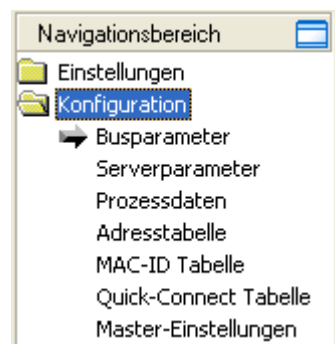 Navigationsbereich
Einstellungen
Konfiguration
Busparameter
Serverparameter
Prozessdaten
Adresstabelle
MAC-ID Tabelle
Quick-Connect Tabelle
Master-Einstellungen